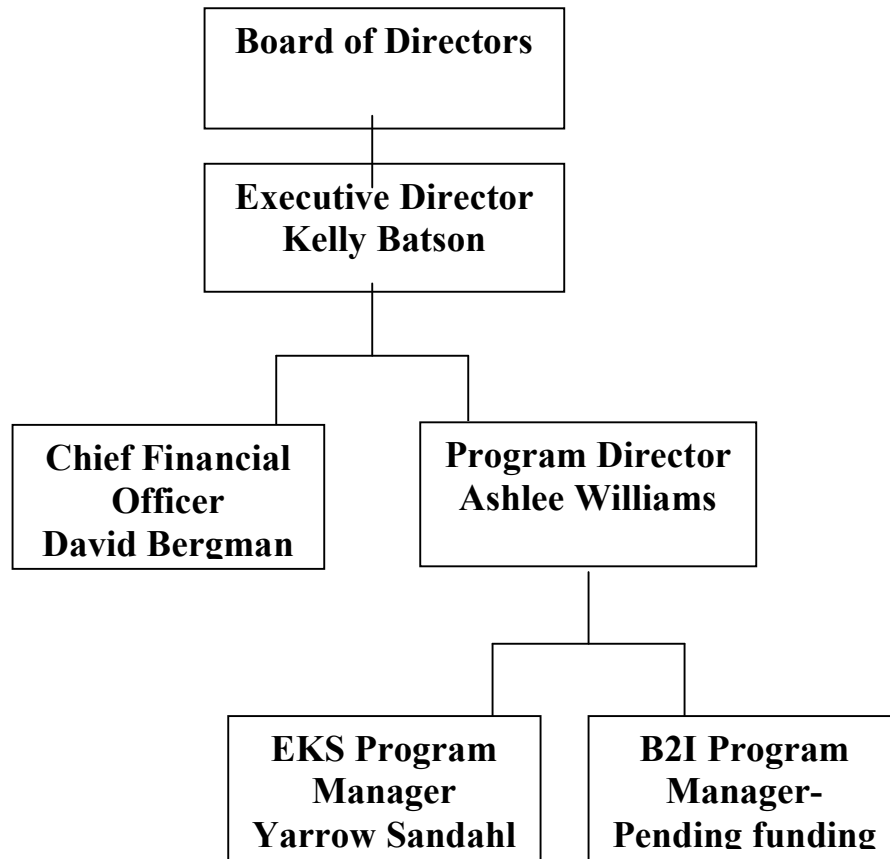 Board of Directors
Executive Director
Kelly Batson
Chief Financial
Officer
David Bergman
Program Director
Ashlee Williams
EKS Program
Manager
Yarrow Sandahl
B2I Program
Manager-
Pending funding